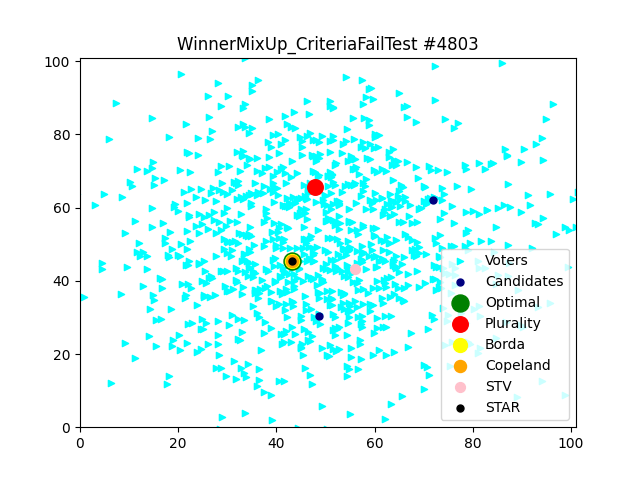 WinnerMixUp_CriteriaFailTest #4803
100
80
60
40
20
0
0
20
40
60
80
100
Voters
Candidates
Optimal
Plurality
Borda
Copeland
STV
STAR